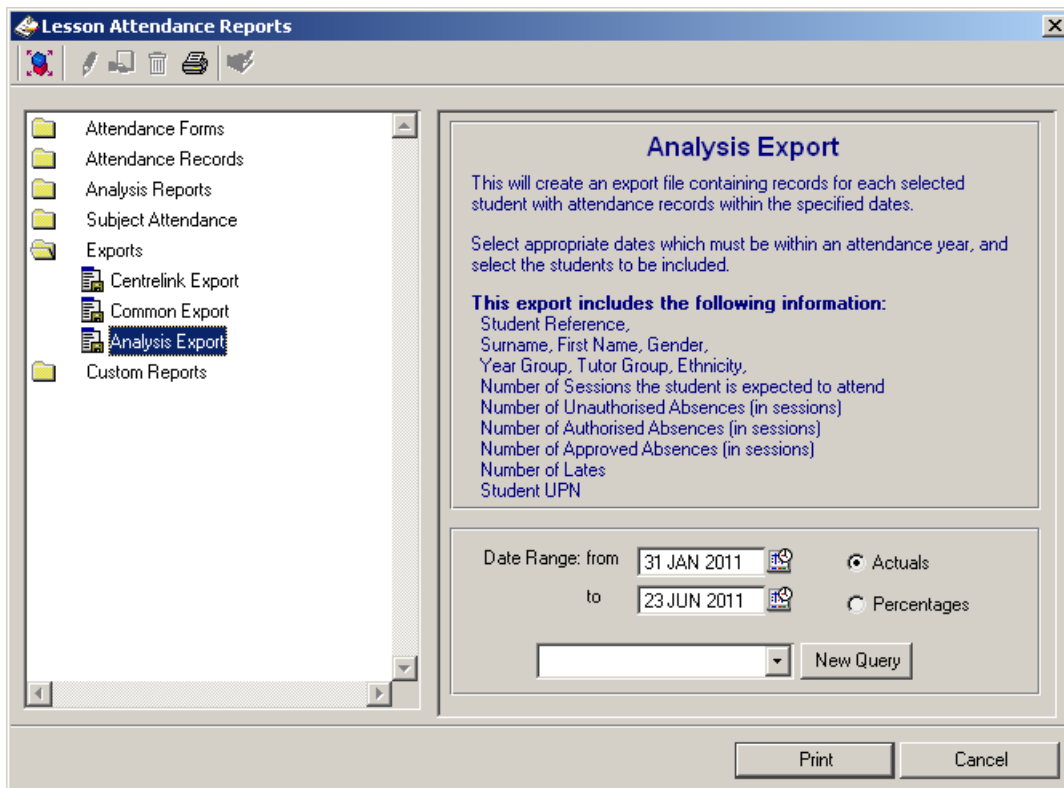 Lesson Attendance Reports
Attendance Forms
Attendance Records
Analysis Reports
Subject Attendance
Exports
Centrelink Export
Common Export
Analysis Export
Custom Reports
Analysis Export
This will create an export file containing records for each selected
student with attendance records within the specified dates.
Select appropriate dates which must be within an attendance year, and
select the students to be included.
This export includes the following information:
Student Reference,
Surname, First Name, Gender,
Year Group, Tutor Group, Ethnicity,
Number of Sessions the student is expected to attend
Number of Unauthorised Absences (in sessions)
Number of Authorised Absences (in sessions)
Number of Approved Absences (in sessions)
Number of Lates
Student UPN
Date Range: from 31 JAN 2011 Actuals
to 23 JUN 2011 Percentages
New Query
Print Cancel